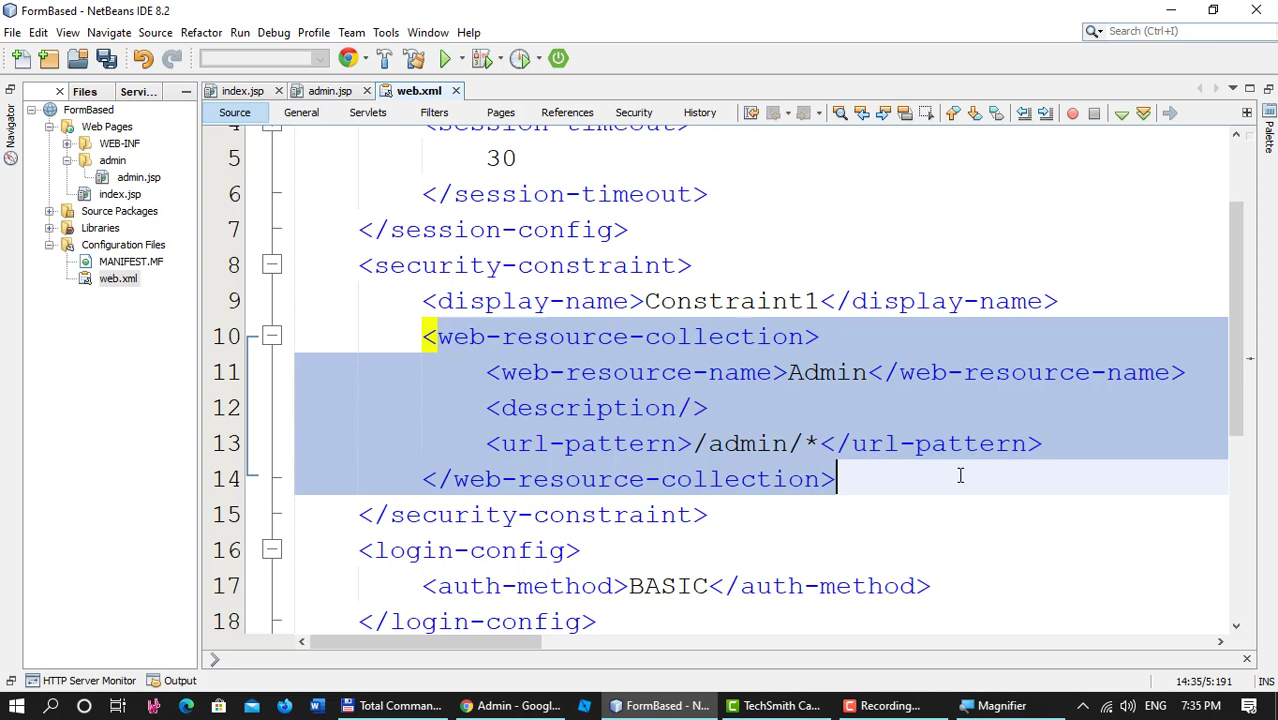 FormBased - NetBeans IDE 8.2
File Edit View Navigate Source Refactor Run Debug Profile Team Tools Window Help
Search (Ctrl+I)
Files Servi...
index.jsp admin.jsp web.xml
Source General Servlets Filters Pages References Security History
Navigator
Palette
FormBased
Web Pages
WEB-INF
admin
admin.jsp
index.jsp
Source Packages
Libraries
Configuration Files
MANIFEST.MF
web.xml
4 <session-timeout>
5 30
6 </session-timeout>
7 </session-config>
8 <security-constraint>
9 <display-name>Constraint1</display-name>
10 <web-resource-collection>
11 <web-resource-name>Admin</web-resource-name>
12 <description/>
13 <url-pattern>/admin/*</url-pattern>
14 </web-resource-collection>
15 </security-constraint>
16 <login-config>
17 <auth-method>BASIC</auth-method>
18 </login-config>
HTTP Server Monitor Output
14:35/5:191 INS
Total Comman... Admin - Googl... FormBased - N... TechSmith Ca... Recording... Magnifier ENG 7:35 PM